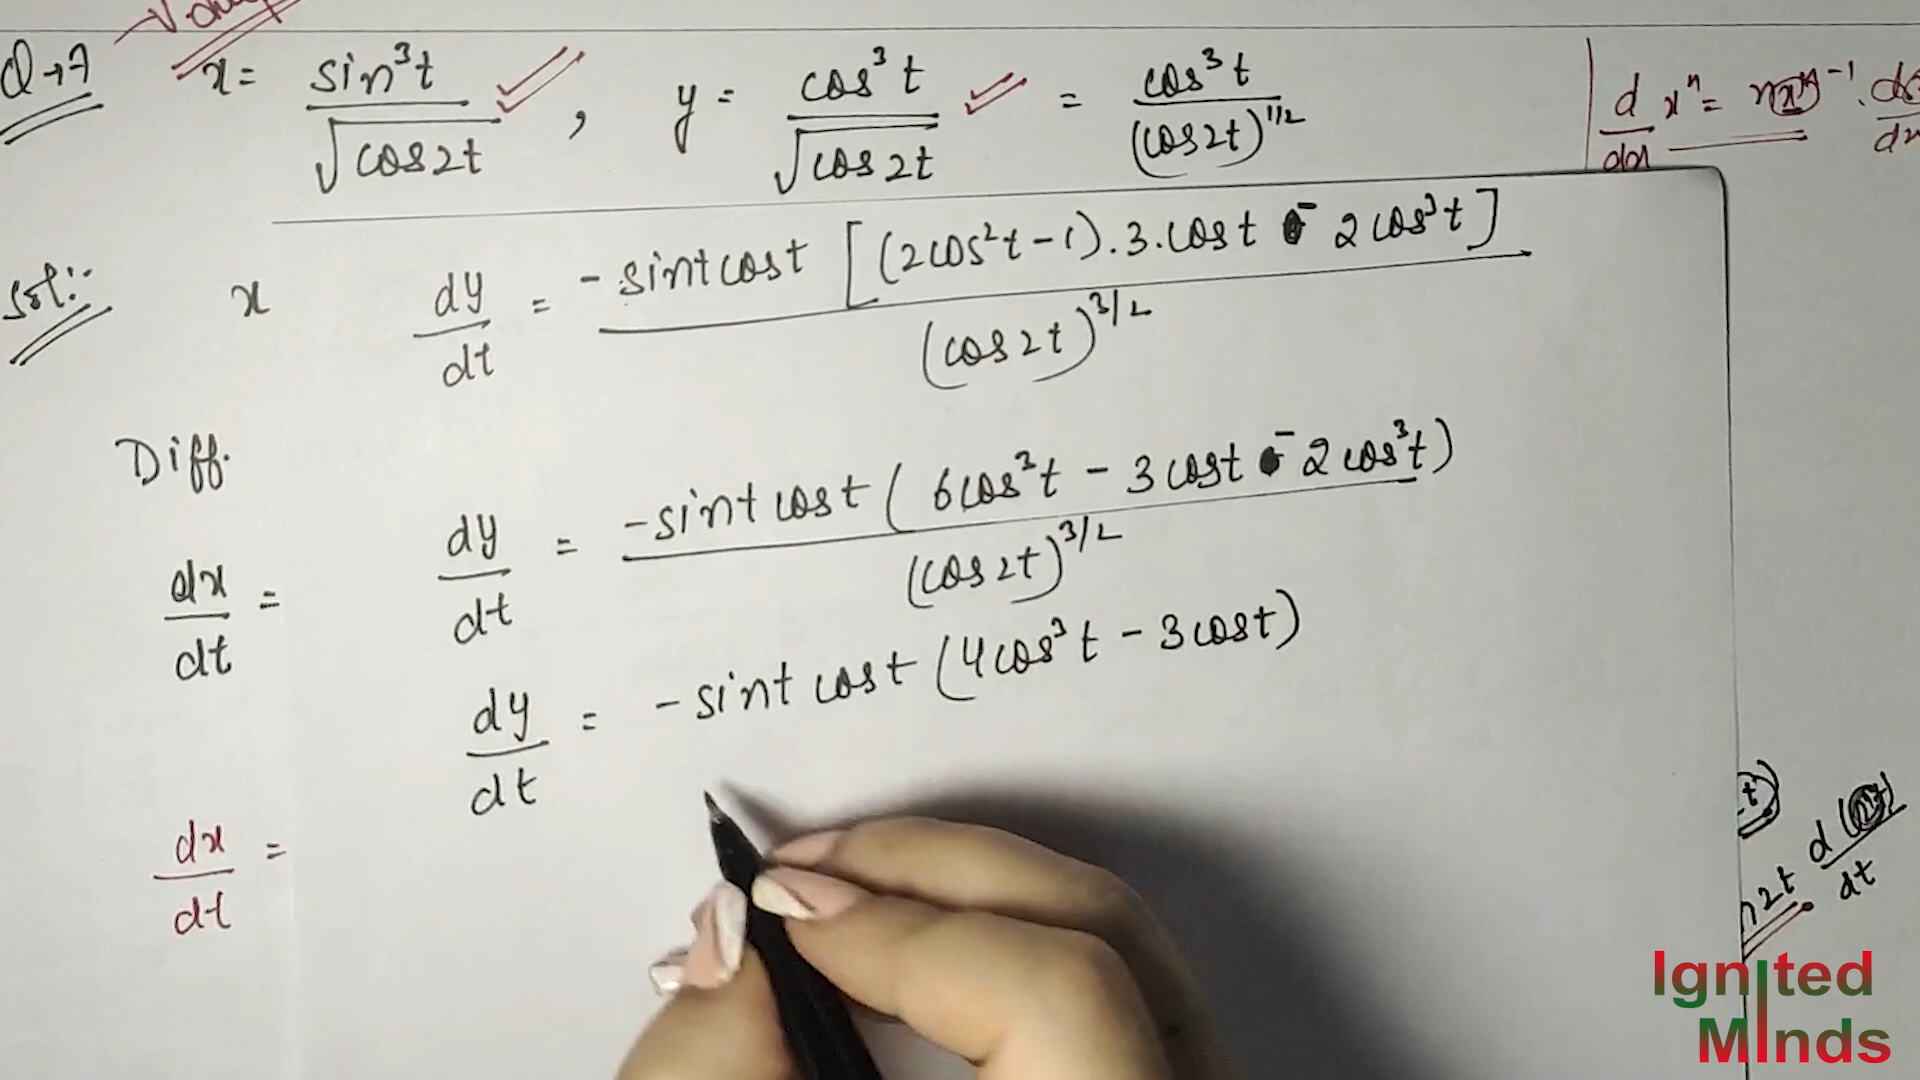 Q→7 x = sin³t / √cos2t , y = cos³t / √cos2t = cos³t / (cos2t)^1/2
d/dx xⁿ = nxⁿ⁻¹.
Sol:- x dy/dt = -sint cost [(2cos²t - 1).3.cost - 2cos³t] / (cos2t)^3/2
Diff.
dx/dt = dy/dt = -sint cost (6cos³t - 3cost - 2cos³t) / (cos2t)^3/2
dy/dt = -sint cost (4cos³t - 3cost)
dx/dt =
2t d / dt
Ignited
Minds